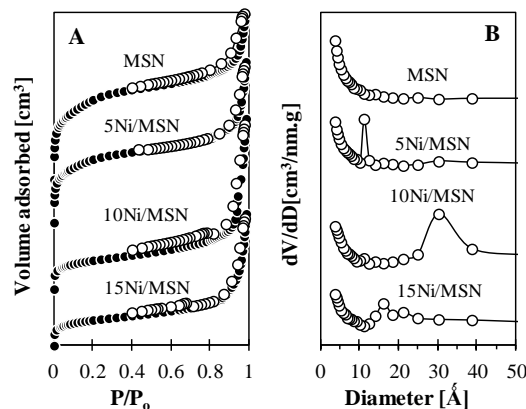 A
MSN
5Ni/MSN
10Ni/MSN
15Ni/MSN
Volume adsorbed [cm³]
0 0.2 0.4 0.6 0.8 1
P/Pₒ
B
MSN
5Ni/MSN
10Ni/MSN
15Ni/MSN
dV/dD[cm³/nm.g]
0 10 20 30 40 50
Diameter [Å]